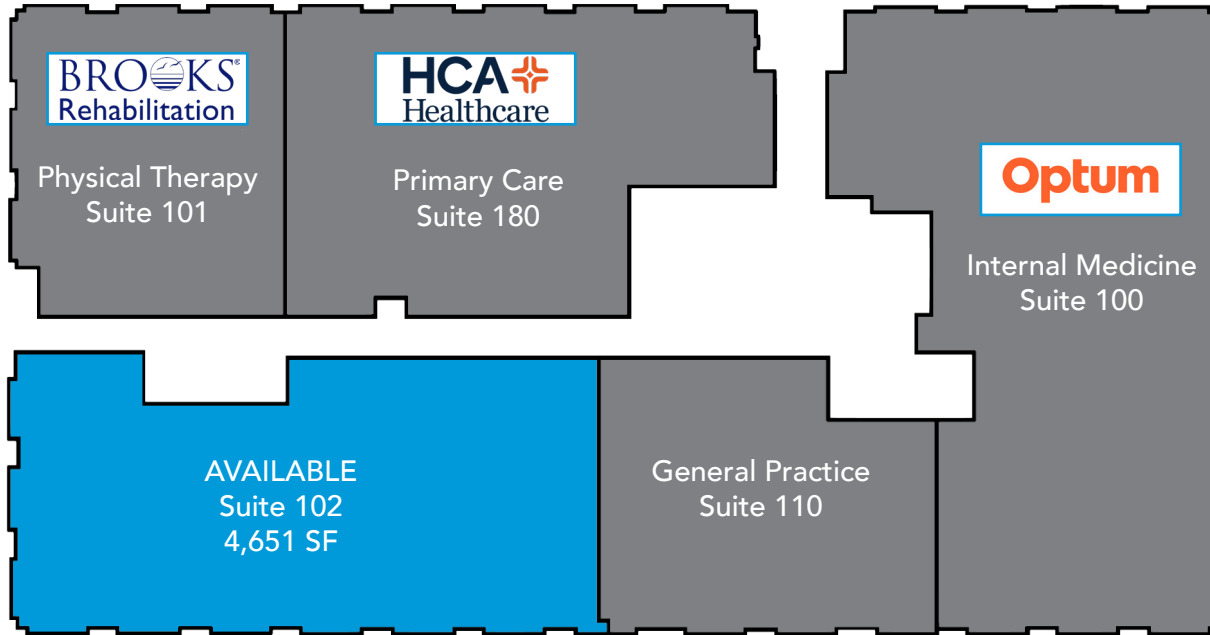 BROOKS®
Rehabilitation
Physical Therapy
Suite 101
HCA
Healthcare
Primary Care
Suite 180
Optum
Internal Medicine
Suite 100
AVAILABLE
Suite 102
4,651 SF
General Practice
Suite 110